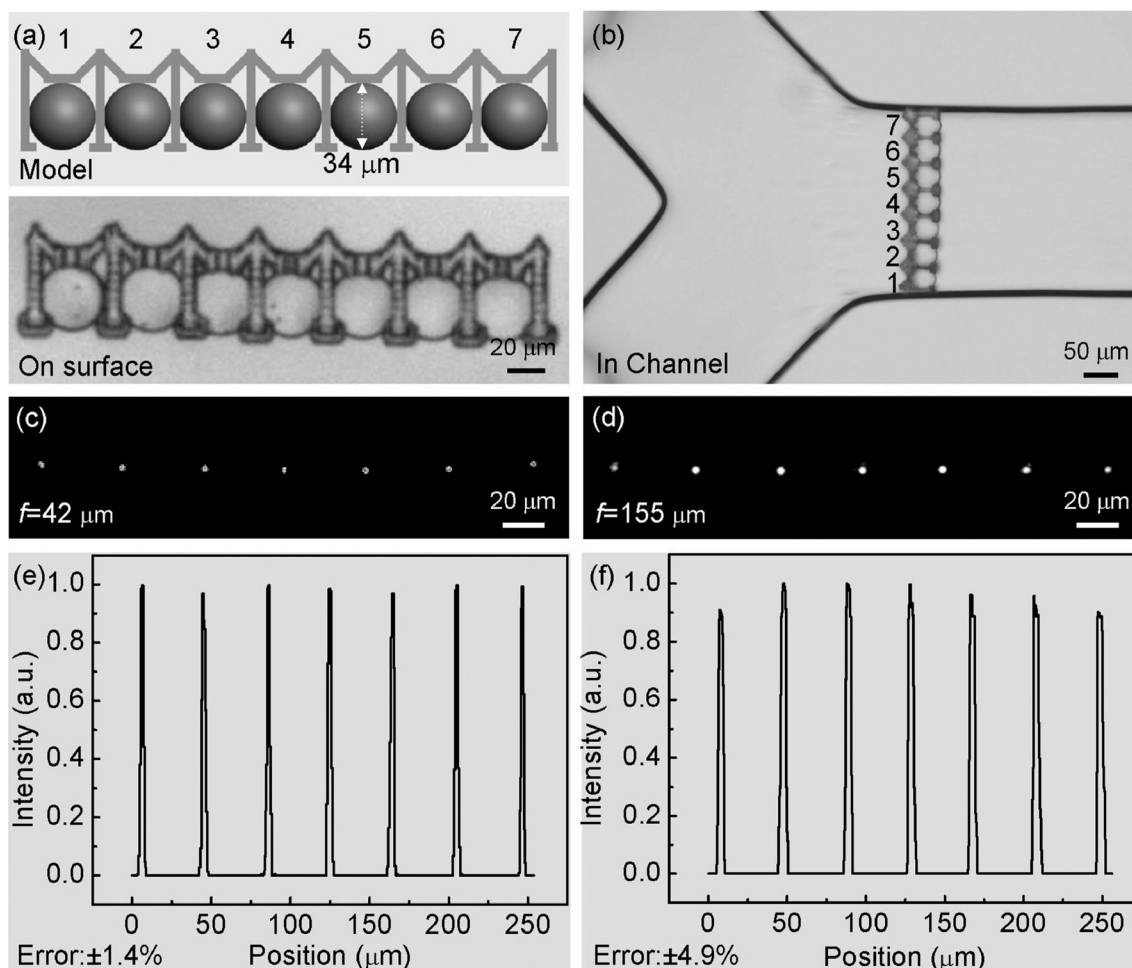 (a)
1 2 3 4 5 6 7
34 μm
Model
On surface
20 μm
(b)
7
6
5
4
3
2
1
In Channel
50 μm
(c)
f=42 μm
20 μm
(d)
f=155 μm
20 μm
(e)
1.0
0.8
0.6
0.4
0.2
0.0
Intensity (a.u.)
0 50 100 150 200 250
Error:±1.4%
Position (μm)
(f)
1.0
0.8
0.6
0.4
0.2
0.0
Intensity (a.u.)
0 50 100 150 200 250
Error:±4.9%
Position (μm)